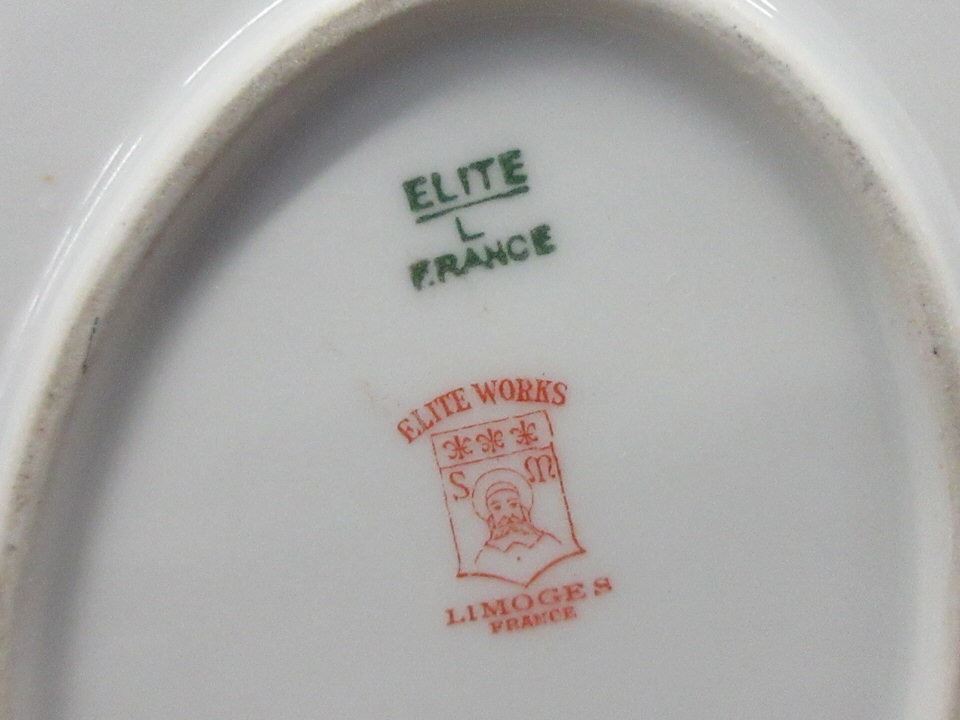 ELITE
L
FRANCE
ELITE WORKS
S M
LIMOGES
FRANCE